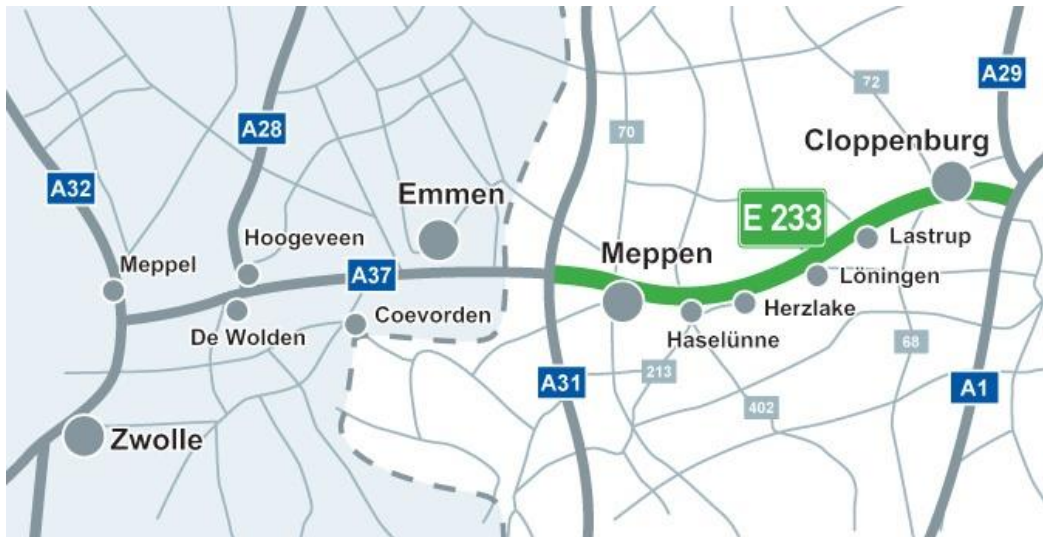 A29
72
Cloppenburg
A28
70
A32
Emmen
E 233
Hoogeveen
Lastrup
Meppen
Meppel
A37
Löningen
Coevorden
Herzlake
De Wolden
Haselünne
68
213
A31
A1
402
Zwolle